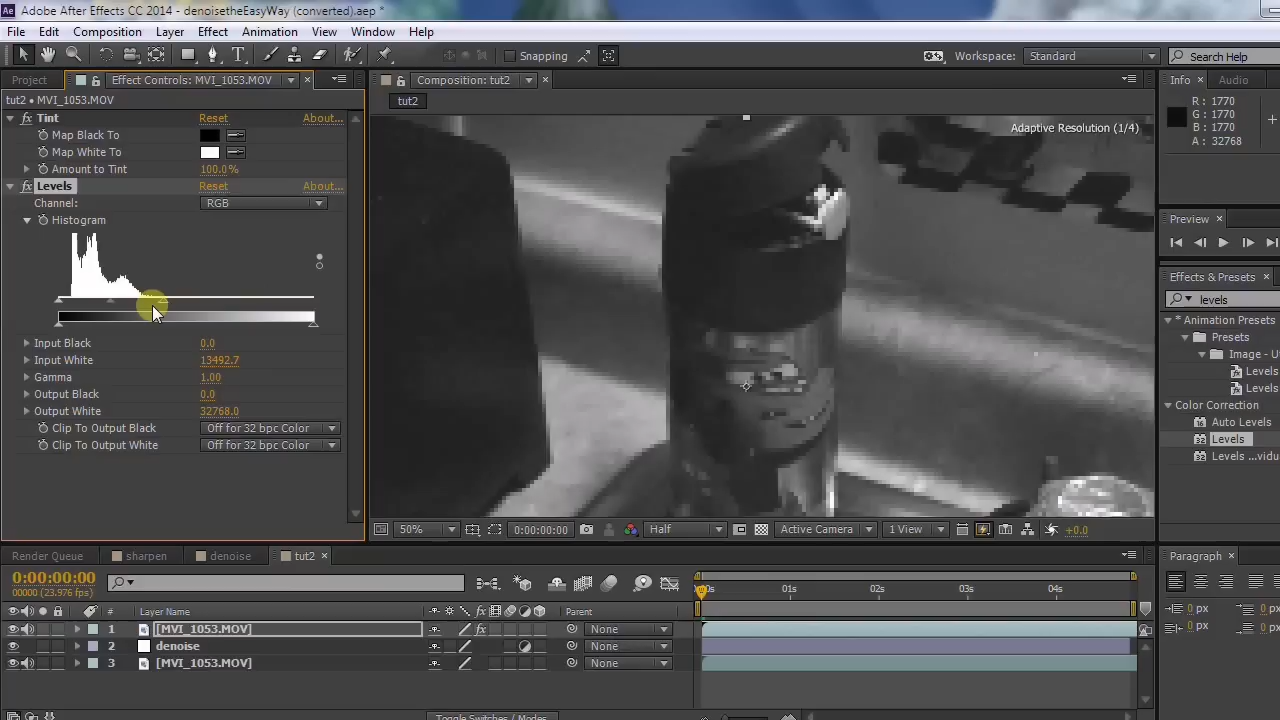 Adobe After Effects CC 2014 - denoisetheEasyWay (converted).aep *
File Edit Composition Layer Effect Animation View Window Help
Snapping
Workspace: Standard
Search Help
Project
Effect Controls: MVI_1053.MOV
Composition: tut2
Info Audio
tut2 • MVI_1053.MOV
tut2
R : 1770
G : 1770
B : 1770
A : 32768
Adaptive Resolution (1/4)
fx Tint Reset About...
Map Black To
Map White To
Amount to Tint 100.0%
fx Levels Reset About...
Channel: RGB
Histogram
Input Black 0.0
Input White 13492.7
Gamma 1.00
Output Black 0.0
Output White 32768.0
Clip To Output Black Off for 32 bpc Color
Clip To Output White Off for 32 bpc Color
Preview
Effects & Presets
levels
* Animation Presets
Presets
Image - U
Levels
Levels
Color Correction
Auto Levels
Levels
Levels ...vidu
50% 0:00:00:00 Half Active Camera 1 View +0.0
Render Queue sharpen denoise tut2
0:00:00:00
00000 (23.976 fps)
# Layer Name fx Parent
1 [MVI_1053.MOV] fx None
2 denoise None
3 [MVI_1053.MOV] None
01s 02s 03s 04s
Toggle Switches / Modes
Paragraph
0 px
0 px